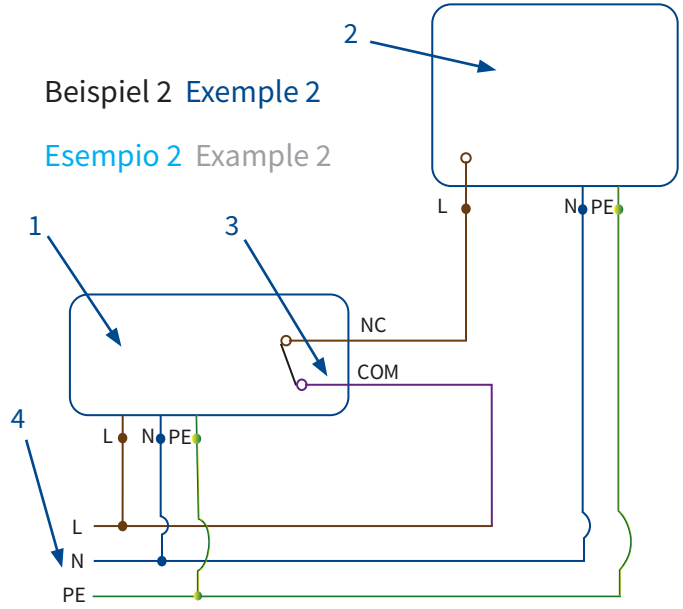 2
Beispiel 2 Exemple 2
Esempio 2 Example 2
L N PE
1 3
NC
COM
4
L N PE
L
N
PE